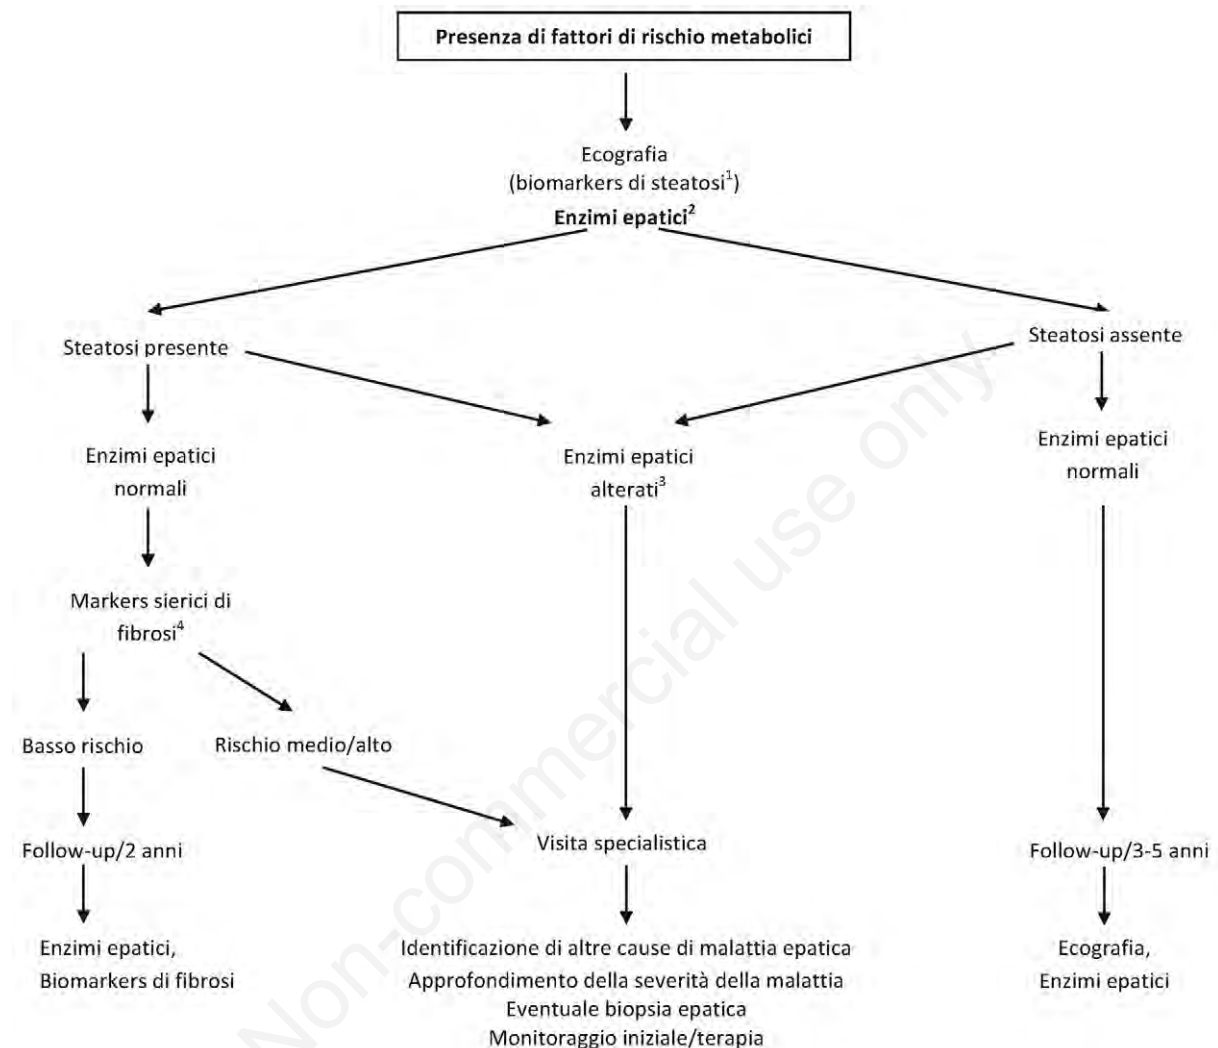 Presenza di fattori di rischio metabolici
Ecografia
(biomarkers di steatosi¹)
Enzimi epatici²
Steatosi presente
Steatosi assente
Enzimi epatici
normali
Enzimi epatici
alterati³
Enzimi epatici
normali
Markers sierici di
fibrosi⁴
Basso rischio
Rischio medio/alto
Follow-up/2 anni
Visita specialistica
Follow-up/3-5 anni
Enzimi epatici,
Biomarkers di fibrosi
Identificazione di altre cause di malattia epatica
Approfondimento della severità della malattia
Eventuale biopsia epatica
Monitoraggio iniziale/terapia
Ecografia,
Enzimi epatici
Non-commercial use only